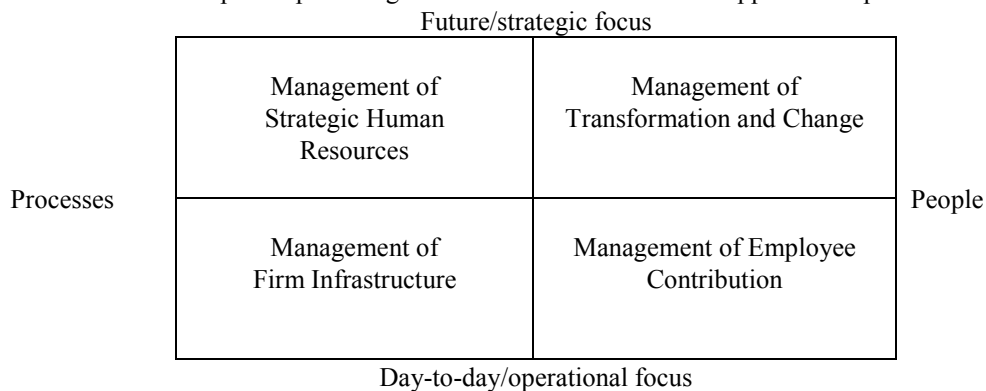 Future/strategic focus
Management of
Strategic Human
Resources
Management of
Transformation and Change
Processes
People
Management of
Firm Infrastructure
Management of Employee
Contribution
Day-to-day/operational focus